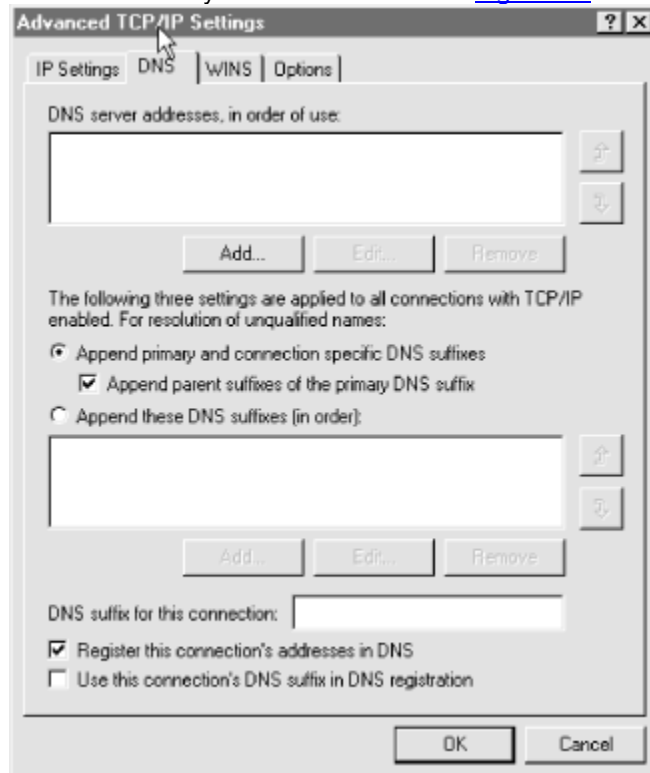 Advanced TCP/IP Settings
IP Settings DNS WINS Options
DNS server addresses, in order of use:
Add... Edit... Remove
The following three settings are applied to all connections with TCP/IP
enabled. For resolution of unqualified names:
Append primary and connection specific DNS suffixes
Append parent suffixes of the primary DNS suffix
Append these DNS suffixes (in order):
Add... Edit... Remove
DNS suffix for this connection:
Register this connection's addresses in DNS
Use this connection's DNS suffix in DNS registration
OK Cancel